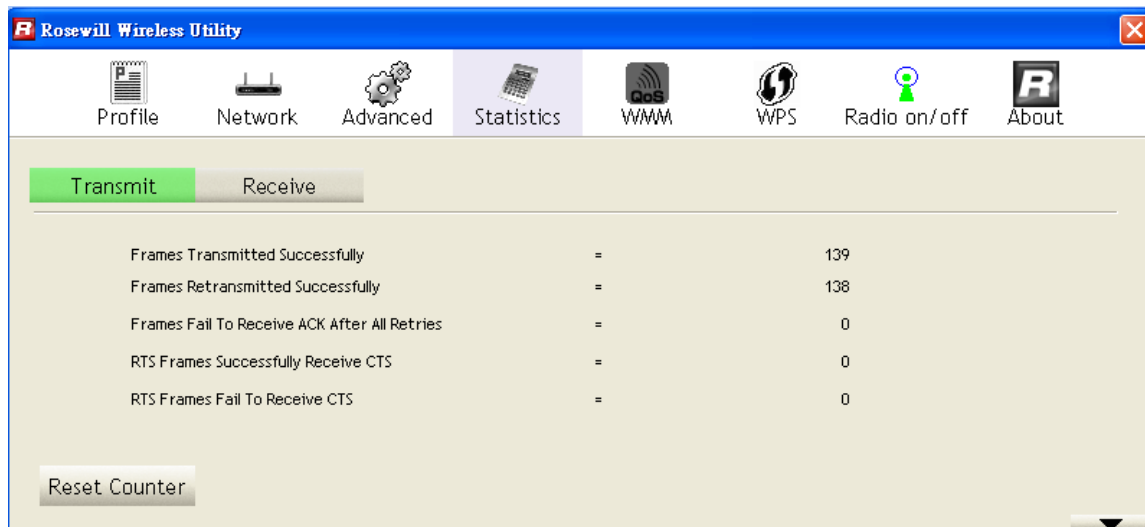 R Rosewill Wireless Utility
Profile Network Advanced Statistics QoS WMM WPS Radio on/off R About
Transmit Receive
Frames Transmitted Successfully = 139
Frames Retransmitted Successfully = 138
Frames Fail To Receive ACK After All Retries = 0
RTS Frames Successfully Receive CTS = 0
RTS Frames Fail To Receive CTS = 0
Reset Counter